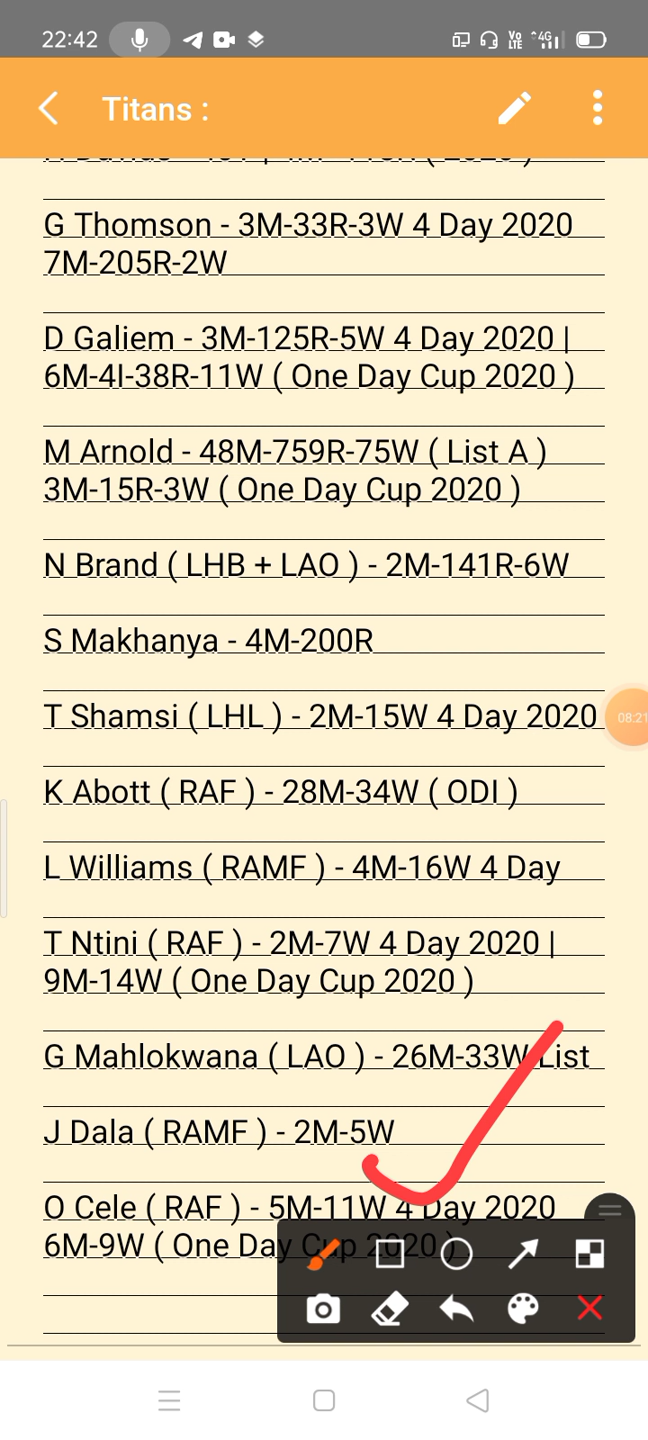 22:42
Vo LTE 4G
Titans :
G Thomson - 3M-33R-3W 4 Day 2020
7M-205R-2W
D Galiem - 3M-125R-5W 4 Day 2020 |
6M-4I-38R-11W ( One Day Cup 2020 )
M Arnold - 48M-759R-75W ( List A )
3M-15R-3W ( One Day Cup 2020 )
N Brand ( LHB + LAO ) - 2M-141R-6W
S Makhanya - 4M-200R
T Shamsi ( LHL ) - 2M-15W 4 Day 2020
08:21
K Abott ( RAF ) - 28M-34W ( ODI )
L Williams ( RAMF ) - 4M-16W 4 Day
T Ntini ( RAF ) - 2M-7W 4 Day 2020 |
9M-14W ( One Day Cup 2020 )
G Mahlokwana ( LAO ) - 26M-33W List
J Dala ( RAMF ) - 2M-5W
O Cele ( RAF ) - 5M-11W 4 Day 2020
6M-9W ( One Day Cup 2020 )